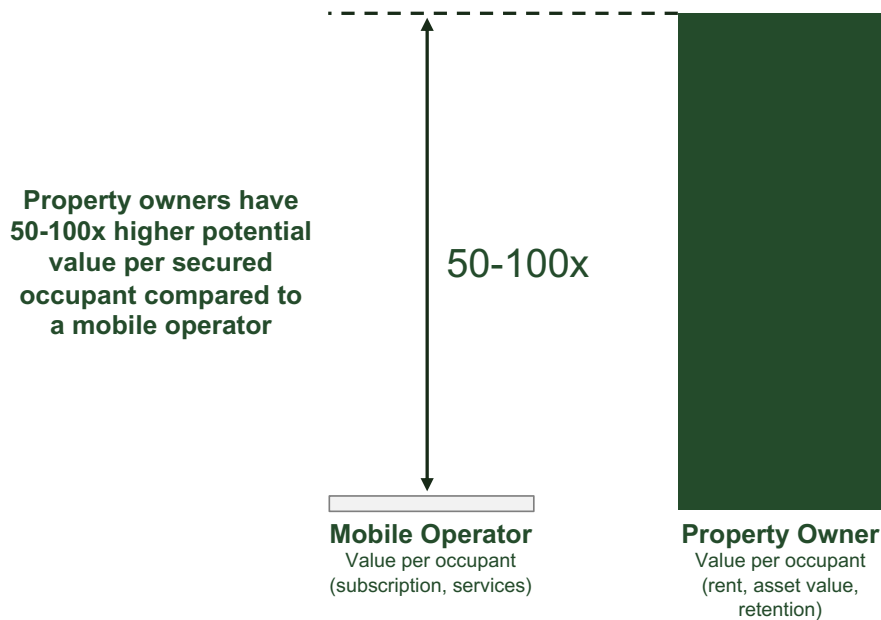 Property owners have
50-100x higher potential
value per secured
occupant compared to
a mobile operator
50-100x
Mobile Operator
Value per occupant
(subscription, services)
Property Owner
Value per occupant
(rent, asset value,
retention)